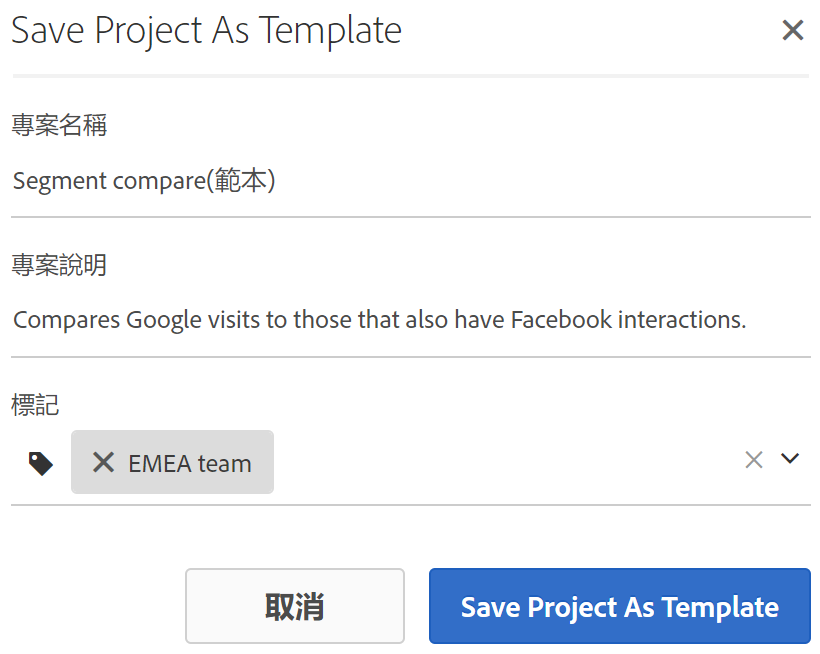 Save Project As Template
專案名稱
Segment compare(範本)
專案說明
Compares Google visits to those that also have Facebook interactions.
標記
EMEA team
取消
Save Project As Template